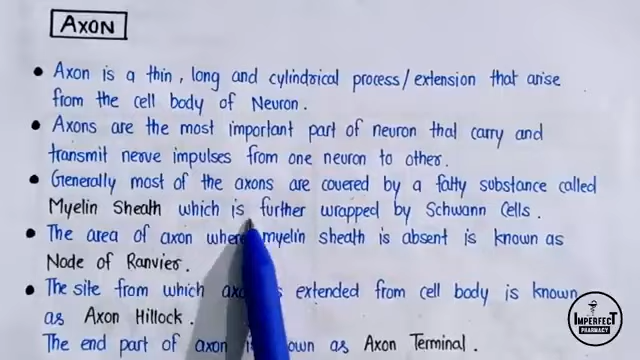 AXON
Axon is a thin, long and cylindrical process/extension that arise
from the cell body of Neuron.
Axons are the most important part of neuron that carry and
transmit nerve impulses from one neuron to other.
Generally most of the axons are covered by a fatty substance called
Myelin Sheath which is further wrapped by Schwann Cells.
The area of axon where myelin sheath is absent is known as
Node of Ranvier.
The site from which extended from cell body is known
as Axon Hillock.
The end part of axon known as Axon Terminal.
IMPERFECT
PHARMACY